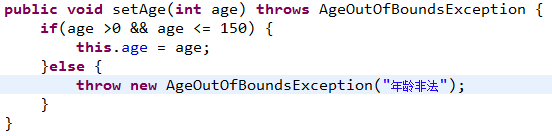 public void setAge(int age) throws AgeOutOfBoundsException {
    if(age >0 && age <= 150) {
        this.age = age;
    }else {
        throw new AgeOutOfBoundsException("年龄非法");
    }
}